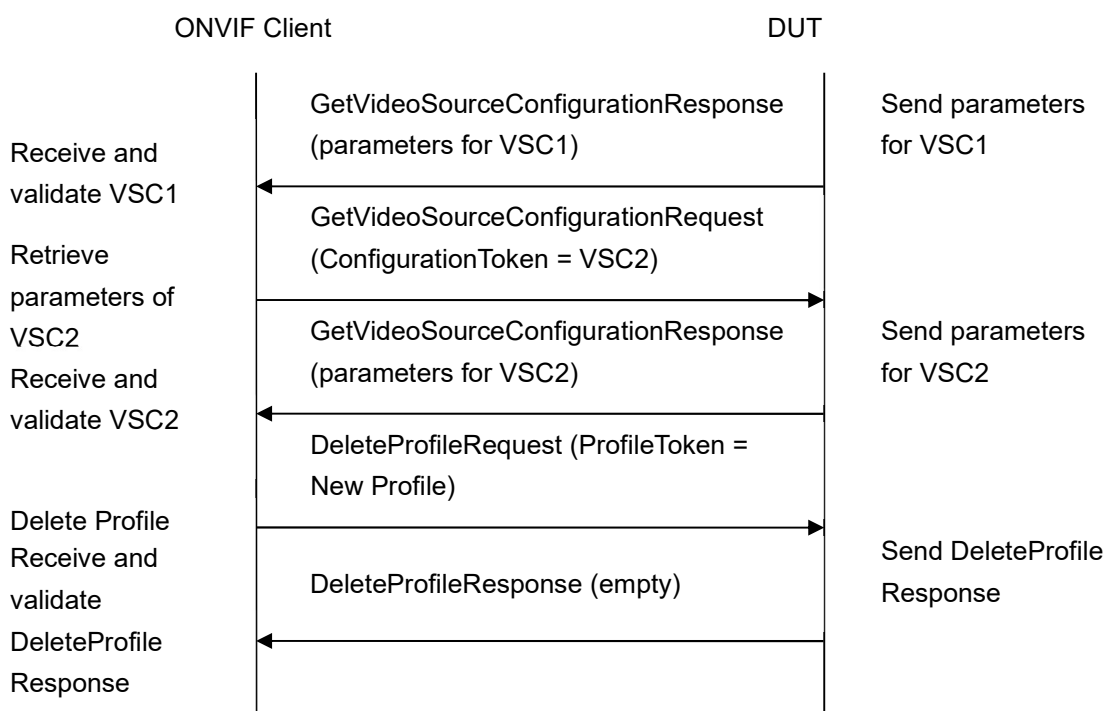 ONVIF Client
DUT
GetVideoSourceConfigurationResponse
(parameters for VSC1)
Send parameters
for VSC1
Receive and
validate VSC1
GetVideoSourceConfigurationRequest
(ConfigurationToken = VSC2)
Retrieve
parameters of
VSC2
GetVideoSourceConfigurationResponse
(parameters for VSC2)
Send parameters
for VSC2
Receive and
validate VSC2
DeleteProfileRequest (ProfileToken =
New Profile)
Delete Profile
DeleteProfileResponse (empty)
Send DeleteProfile
Response
Receive and
validate
DeleteProfile
Response